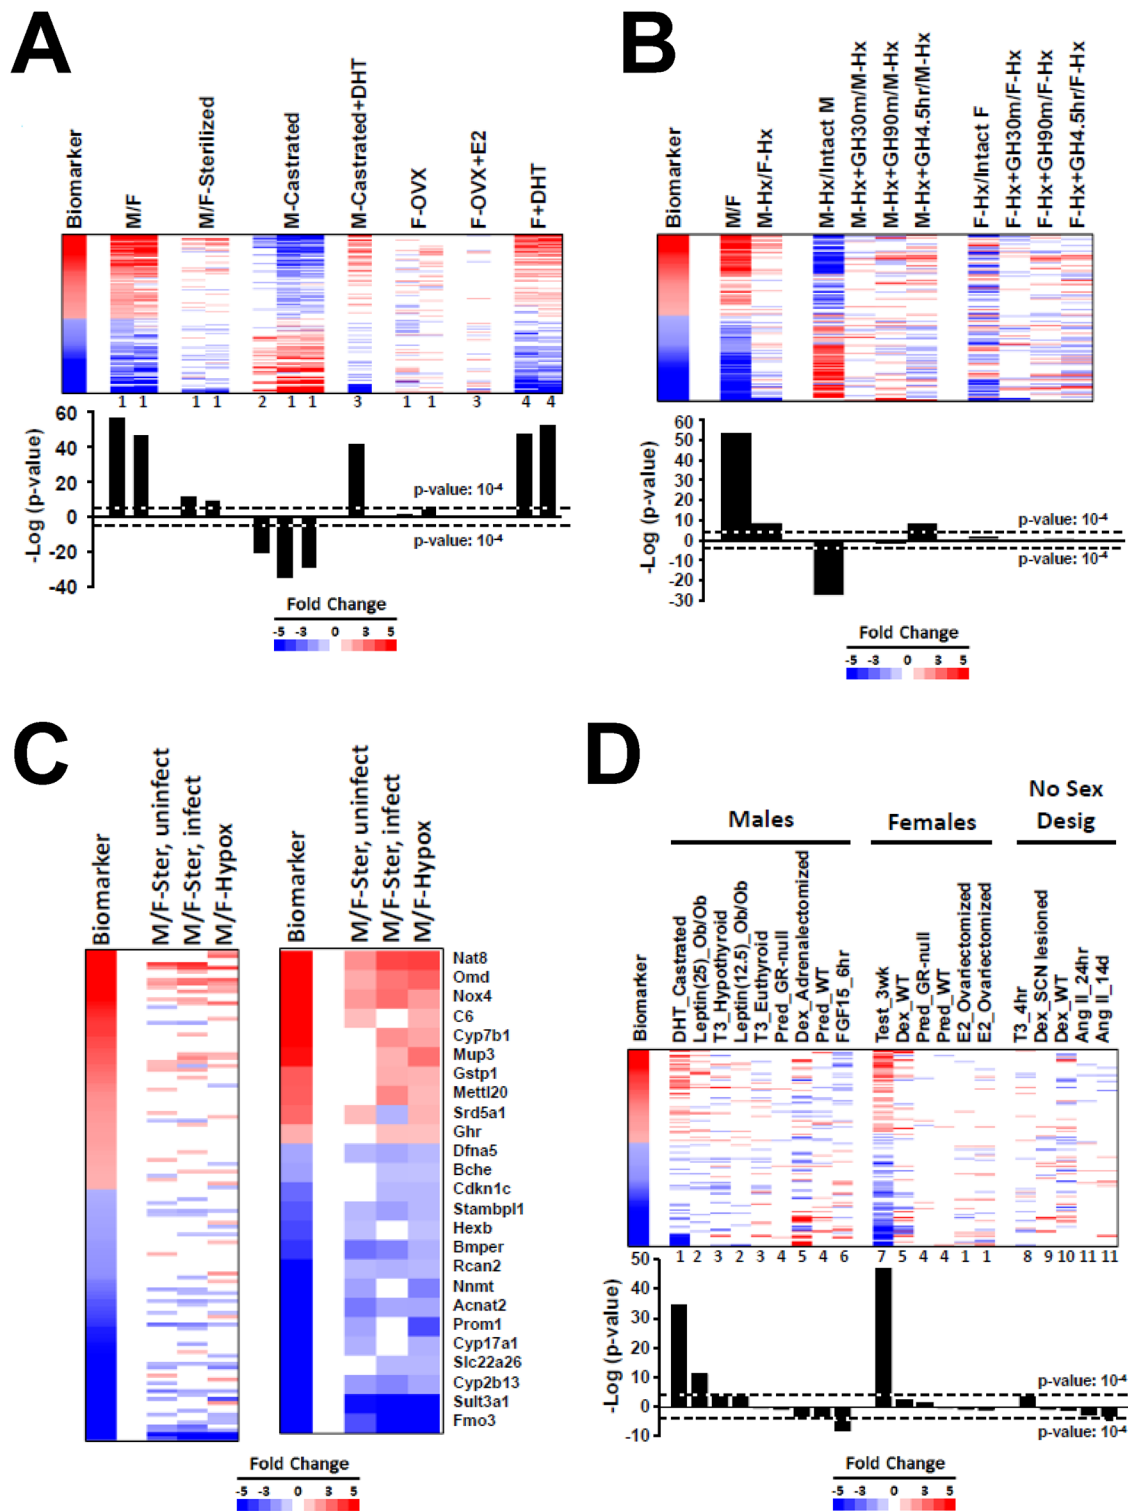 A
Biomarker
M/F
M/F-Sterilized
M-Castrated
M-Castrated+DHT
F-OVX
F-OVX+E2
F+DHT
1 1 1 1 2 1 1 3 1 1 3 4 4
-Log (p-value)
60
40
20
0
-20
-40
p-value: 10-4
p-value: 10-4
Fold Change
-5 -3 0 3 5
B
Biomarker
M/F
M-Hx/F-Hx
M-Hx/Intact M
M-Hx+GH30m/M-Hx
M-Hx+GH90m/M-Hx
M-Hx+GH4.5hr/M-Hx
F-Hx/Intact F
F-Hx+GH30m/F-Hx
F-Hx+GH90m/F-Hx
F-Hx+GH4.5hr/F-Hx
-Log (p-value)
60
50
40
30
20
10
0
-10
-20
-30
p-value: 10-4
p-value: 10-4
Fold Change
-5 -3 0 3 5
C
Biomarker
M/F-Ster, uninfect
M/F-Ster, infect
M/F-Hypox
Biomarker
M/F-Ster, uninfect
M/F-Ster, infect
M/F-Hypox
Nat8
Omd
Nox4
C6
Cyp7b1
Mup3
Gstp1
Mettl20
Srd5a1
Ghr
Dfna5
Bche
Cdkn1c
Stambpl1
Hexb
Bmper
Rcan2
Nnmt
Acnat2
Prom1
Cyp17a1
Slc22a26
Cyp2b13
Sult3a1
Fmo3
Fold Change
-5 -3 0 3 5
D
Males
Females
No Sex
Desig
Biomarker
DHT_Castrated
Leptin(25)_Ob/Ob
T3_Hypothyroid
Leptin(12.5)_Ob/Ob
T3_Euthyroid
Pred_GR-null
Dex_Adrenalectomized
Pred_WT
FGF15_6hr
Test_3wk
Dex_WT
Pred_GR-null
Pred_WT
E2_Ovariectomized
E2_Ovariectomized
T3_4hr
Dex_SCN lesioned
Dex_WT
Ang II_24hr
Ang II_14d
1 2 3 2 3 4 5 4 6 7 5 4 4 1 1 8 9 10 11 11
-Log (p-value)
50
40
30
20
10
0
-10
p-value: 10-4
p-value: 10-4
Fold Change
-5 -3 0 3 5